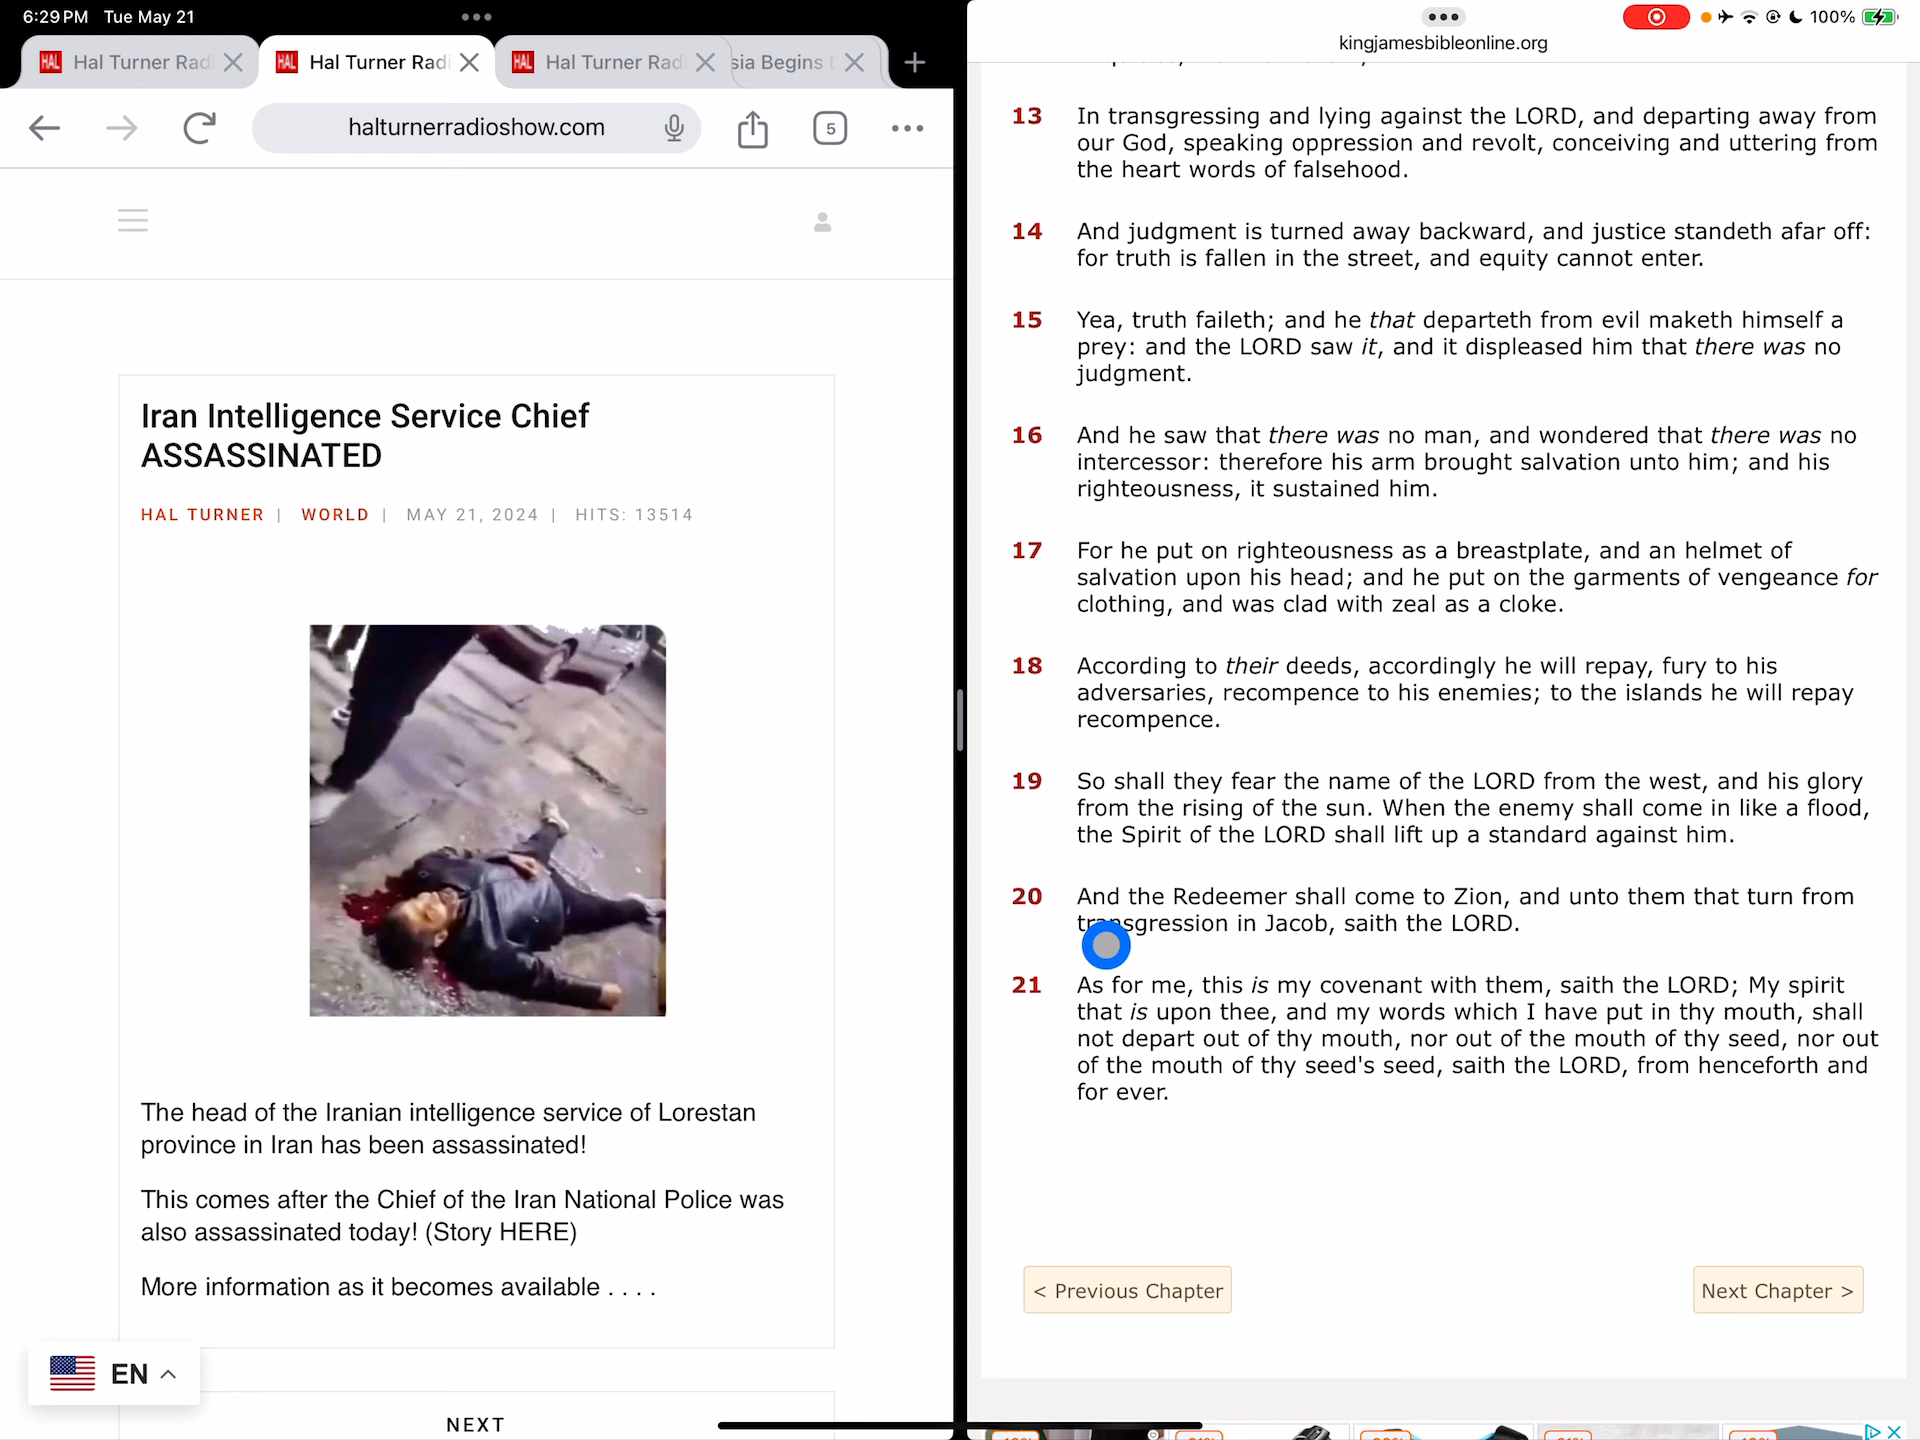 6:29 PM Tue May 21
Hal Turner Radi
Hal Turner Radi
Hal Turner Radi
sia Begins
halturnerradioshow.com
5
Iran Intelligence Service Chief
ASSASSINATED
HAL TURNER | WORLD | MAY 21, 2024 | HITS: 13514
The head of the Iranian intelligence service of Lorestan
province in Iran has been assassinated!
This comes after the Chief of the Iran National Police was
also assassinated today! (Story HERE)
More information as it becomes available . . . .
EN
NEXT
100%
kingjamesbibleonline.org
13 In transgressing and lying against the LORD, and departing away from
our God, speaking oppression and revolt, conceiving and uttering from
the heart words of falsehood.
14 And judgment is turned away backward, and justice standeth afar off:
for truth is fallen in the street, and equity cannot enter.
15 Yea, truth faileth; and he that departeth from evil maketh himself a
prey: and the LORD saw it, and it displeased him that there was no
judgment.
16 And he saw that there was no man, and wondered that there was no
intercessor: therefore his arm brought salvation unto him; and his
righteousness, it sustained him.
17 For he put on righteousness as a breastplate, and an helmet of
salvation upon his head; and he put on the garments of vengeance for
clothing, and was clad with zeal as a cloke.
18 According to their deeds, accordingly he will repay, fury to his
adversaries, recompence to his enemies; to the islands he will repay
recompence.
19 So shall they fear the name of the LORD from the west, and his glory
from the rising of the sun. When the enemy shall come in like a flood,
the Spirit of the LORD shall lift up a standard against him.
20 And the Redeemer shall come to Zion, and unto them that turn from
transgression in Jacob, saith the LORD.
21 As for me, this is my covenant with them, saith the LORD; My spirit
that is upon thee, and my words which I have put in thy mouth, shall
not depart out of thy mouth, nor out of the mouth of thy seed, nor out
of the mouth of thy seed's seed, saith the LORD, from henceforth and
for ever.
< Previous Chapter
Next Chapter >